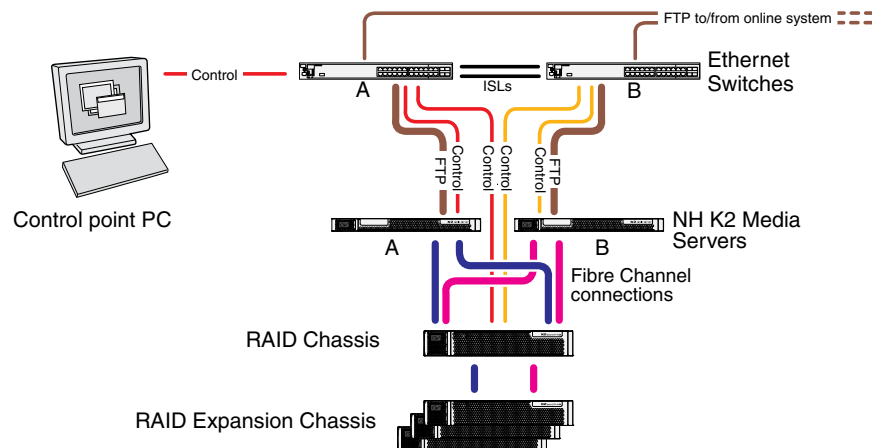 FTP to/from online system
Control
ISLs
A
B
Ethernet
Switches
FTP
Control
Control
Control
Control
FTP
Control point PC
A
B
NH K2 Media
Servers
Fibre Channel
connections
RAID Chassis
RAID Expansion Chassis